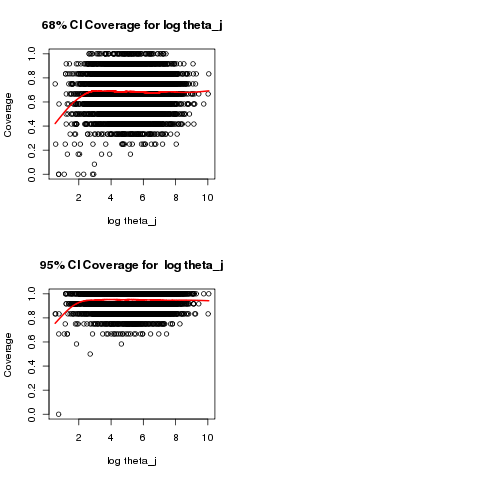 68% CI Coverage for log theta_j
Coverage
0.0 0.2 0.4 0.6 0.8 1.0
2 4 6 8 10
log theta_j
95% CI Coverage for log theta_j
Coverage
0.0 0.2 0.4 0.6 0.8 1.0
2 4 6 8 10
log theta_j